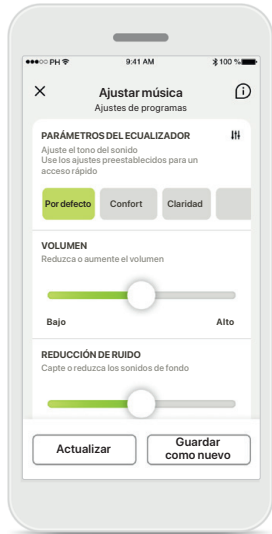 PH 9:41 AM 100 %
Ajustar música
Ajustes de programas
PARÁMETROS DEL ECUALIZADOR
Ajuste el tono del sonido
Use los ajustes preestablecidos para un
acceso rápido
Por defecto Confort Claridad
VOLUMEN
Reduzca o aumente el volumen
Bajo Alto
REDUCCIÓN DE RUIDO
Capte o reduzca los sonidos de fondo
Actualizar
Guardar
como nuevo